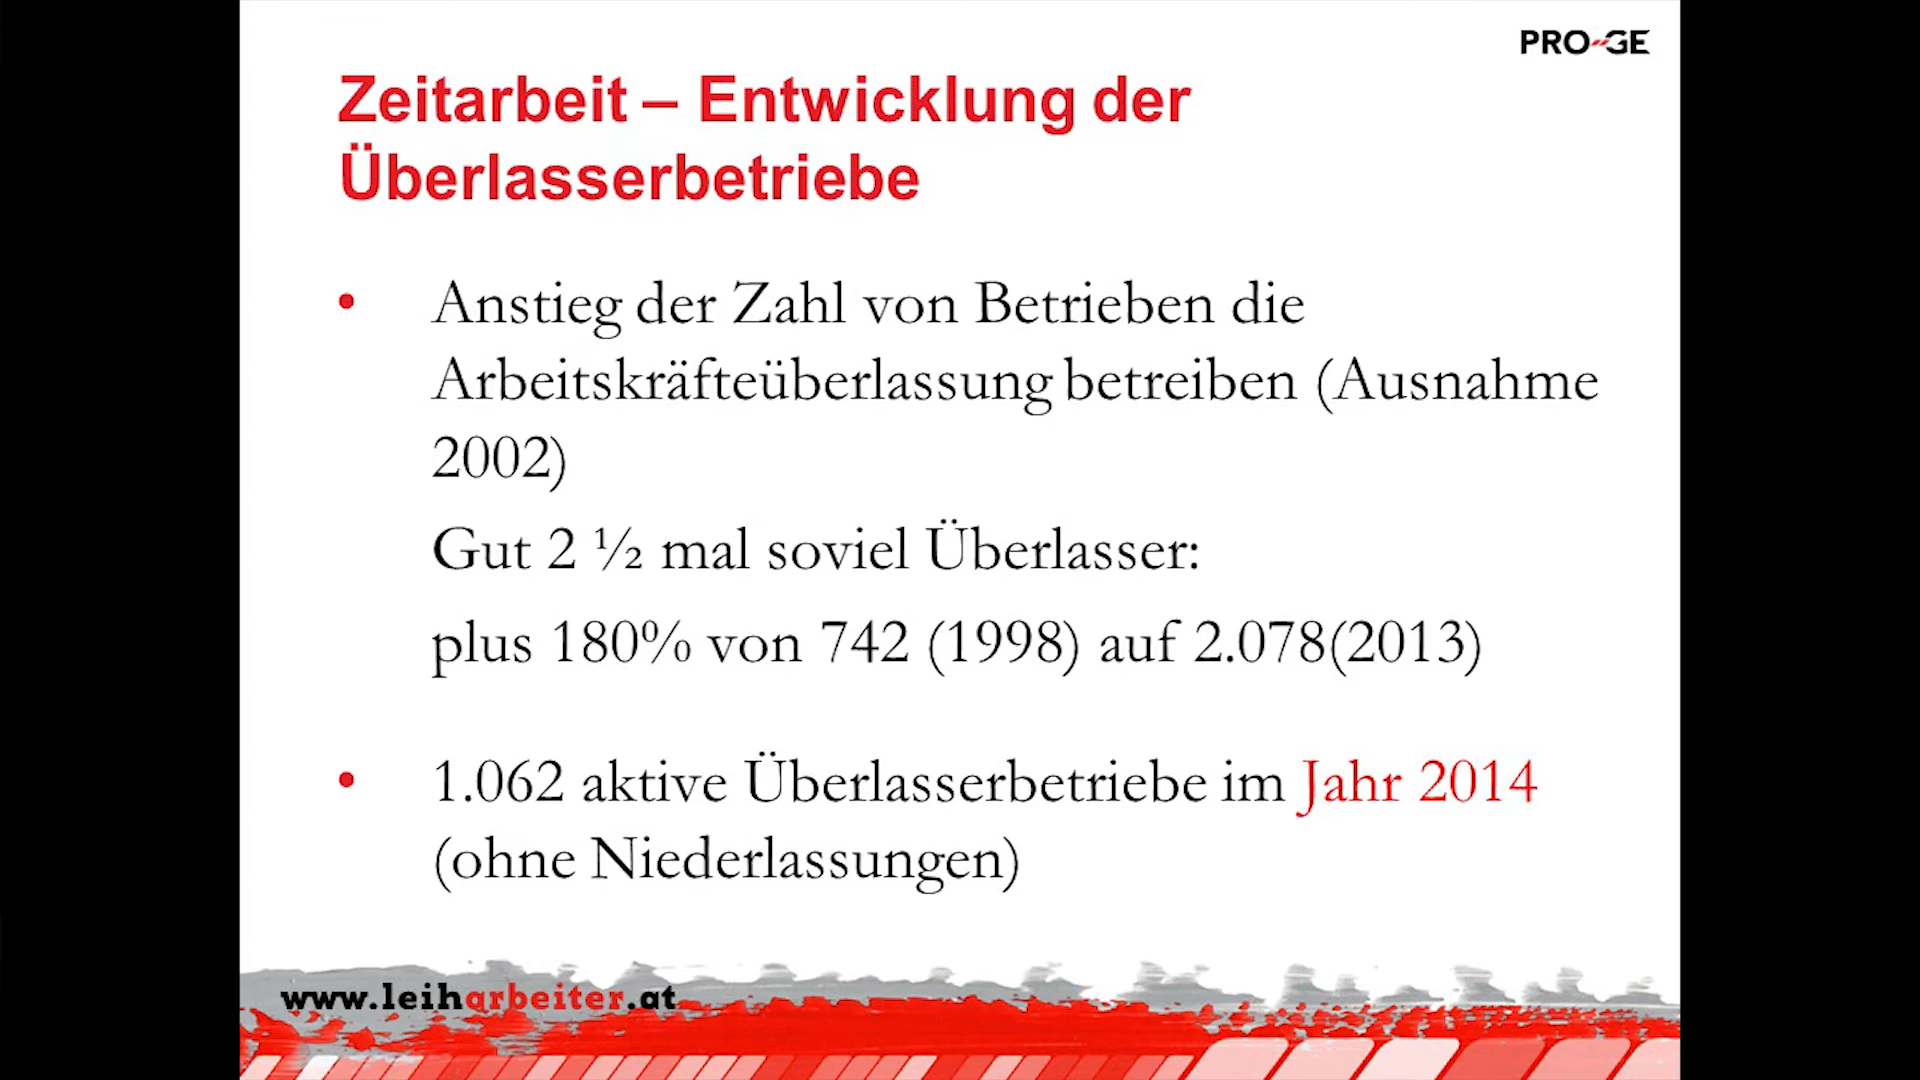 PRO-GE
Zeitarbeit – Entwicklung der
Überlasserbetriebe
• Anstieg der Zahl von Betrieben die
Arbeitskräfteüberlassung betreiben (Ausnahme
2002)
Gut 2 ½ mal soviel Überlasser:
plus 180% von 742 (1998) auf 2.078(2013)
• 1.062 aktive Überlasserbetriebe im Jahr 2014
(ohne Niederlassungen)
www.leiharbeiter.at